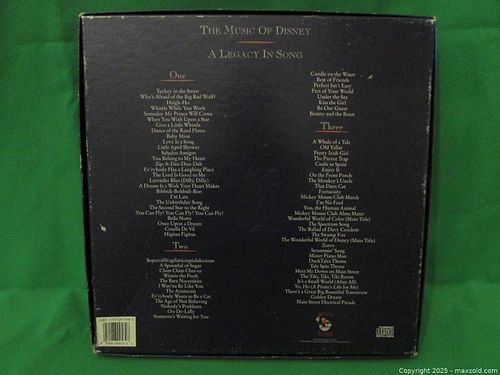 The Music Of Disney
A Legacy In Song
One
Turkey in the Straw
Who's Afraid of the Big Bad Wolf?
Heigh-Ho
Whistle While You Work
Someday My Prince Will Come
When You Wish Upon a Star
Give a Little Whistle
Dance of the Reed Flutes
Baby Mine
Love Is a Song
Little April Shower
Saludos Amigos
You Belong to My Heart
Zip-A-Dee-Doo-Dah
Ev'rybody Has a Laughing Place
The Lord Is Good to Me
Lavender Blue (Dilly, Dilly)
A Dream Is a Wish Your Heart Makes
Bibbidi-Bobbidi-Boo
I'm Late
The Unbirthday Song
The Second Star to the Right
You Can Fly! You Can Fly! You Can Fly!
Bella Notte
Once Upon a Dream
Cruella De Vil
Higitus Figitus
Two
Supercalifragilisticexpialidocious
A Spoonful of Sugar
Chim Chim Cher-ee
Winnie the Pooh
The Bare Necessities
I Wan'na Be Like You
The Aristocats
Ev'rybody Wants to Be a Cat
The Age of Not Believing
Nobody's Problems
Oo-De-Lally
Someone's Waiting for You
Candle on the Water
Best of Friends
Perfect Isn't Easy
Part of Your World
Under the Sea
Kiss the Girl
Be Our Guest
Beauty and the Beast
Three
A Whale of a Tale
Old Yeller
Pretty Irish Girl
The Parent Trap
Castle in Spain
Enjoy It
On the Front Porch
The Monkey's Uncle
That Darn Cat
Fortuosity
Mickey Mouse Club March
I'm No Fool
You, the Human Animal
Mickey Mouse Club Alma Mater
Wonderful World of Color (Main Title)
The Spectrum Song
The Ballad of Davy Crockett
The Swamp Fox
The Wonderful World of Disney (Main Title)
Zorro
Strummin' Song
Mister Piano Man
DuckTales Theme
Tale Spin Theme
Meet Me Down on Main Street
The Tiki, Tiki, Tiki Room
It's a Small World (After All)
Yo, Ho (A Pirate's Life for Me)
There's a Great Big Beautiful Tomorrow
Golden Dream
Main Street Electrical Parade
Copyright 2025 - maxsold.com